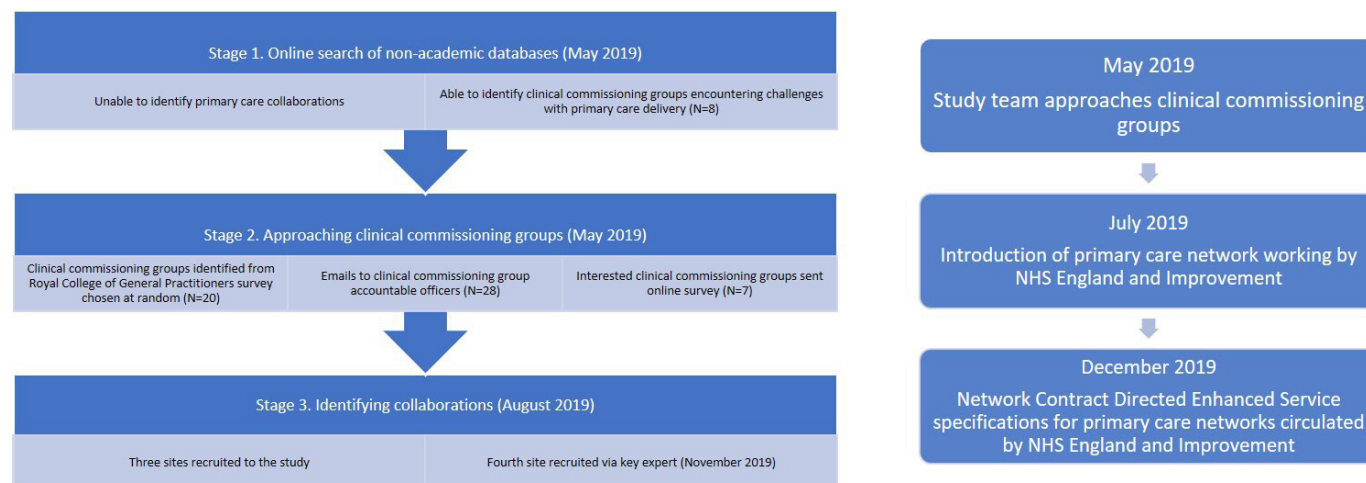 Stage 1. Online search of non-academic databases (May 2019)
Unable to identify primary care collaborations
Able to identify clinical commissioning groups encountering challenges
with primary care delivery (N=8)
Stage 2. Approaching clinical commissioning groups (May 2019)
Clinical commissioning groups identified from
Royal College of General Practitioners survey
chosen at random (N=20)
Emails to clinical commissioning group
accountable officers (N=28)
Interested clinical commissioning groups sent
online survey (N=7)
Stage 3. Identifying collaborations (August 2019)
Three sites recruited to the study
Fourth site recruited via key expert (November 2019)
May 2019
Study team approaches clinical commissioning
groups
July 2019
Introduction of primary care network working by
NHS England and Improvement
December 2019
Network Contract Directed Enhanced Service
specifications for primary care networks circulated
by NHS England and Improvement